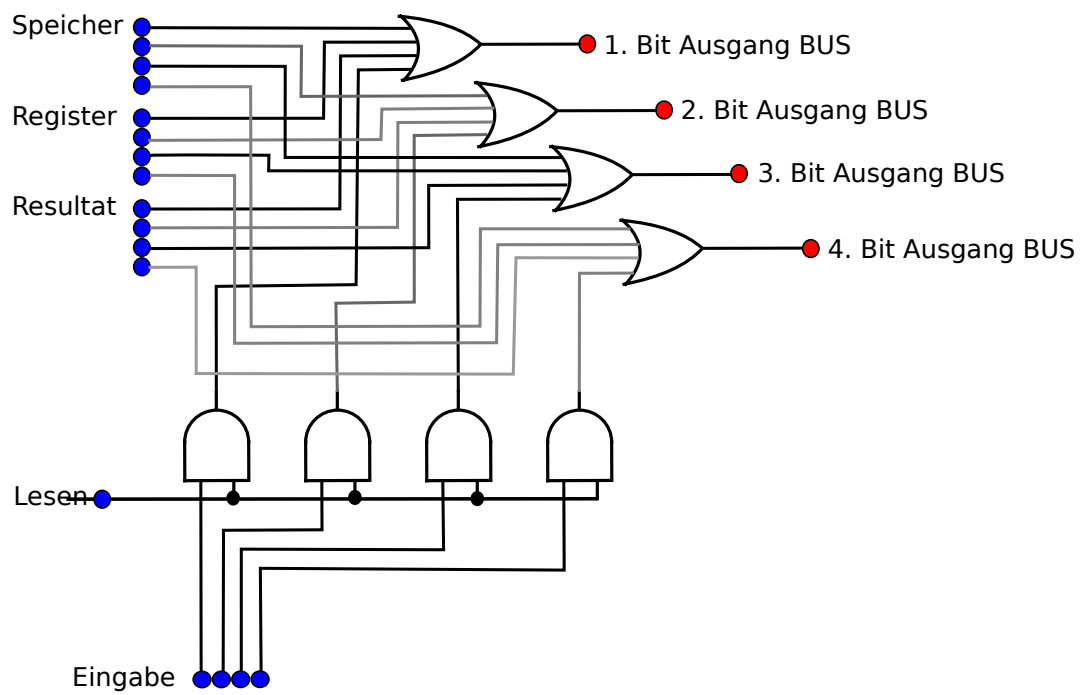 Speicher
1. Bit Ausgang BUS
2. Bit Ausgang BUS
Register
3. Bit Ausgang BUS
Resultat
4. Bit Ausgang BUS
Lesen
Eingabe